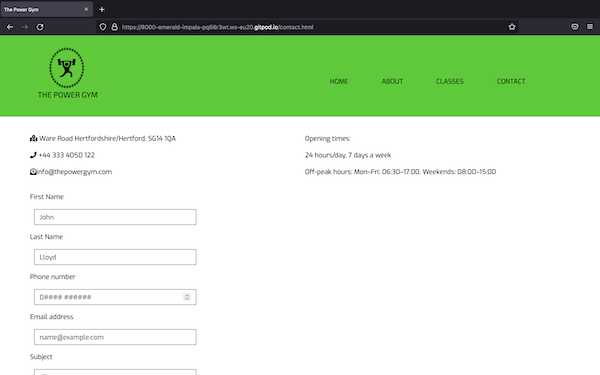 The Power Gym
https://8000-emerald-impala-pq56r3wt.ws-eu20.gitpod.io/contact.html
THE POWER GYM
HOME
ABOUT
CLASSES
CONTACT
Ware Road Hertfordshire/Hertford. SG14 1QA
+44 333 4050 122
info@thepowergym.com
Opening times:
24 hours/day, 7 days a week
Off-peak hours: Mon-Fri: 06:30-17:00, Weekends: 08:00-15:00
First Name
John
Last Name
Lloyd
Phone number
D#### ######
Email address
name@example.com
Subject